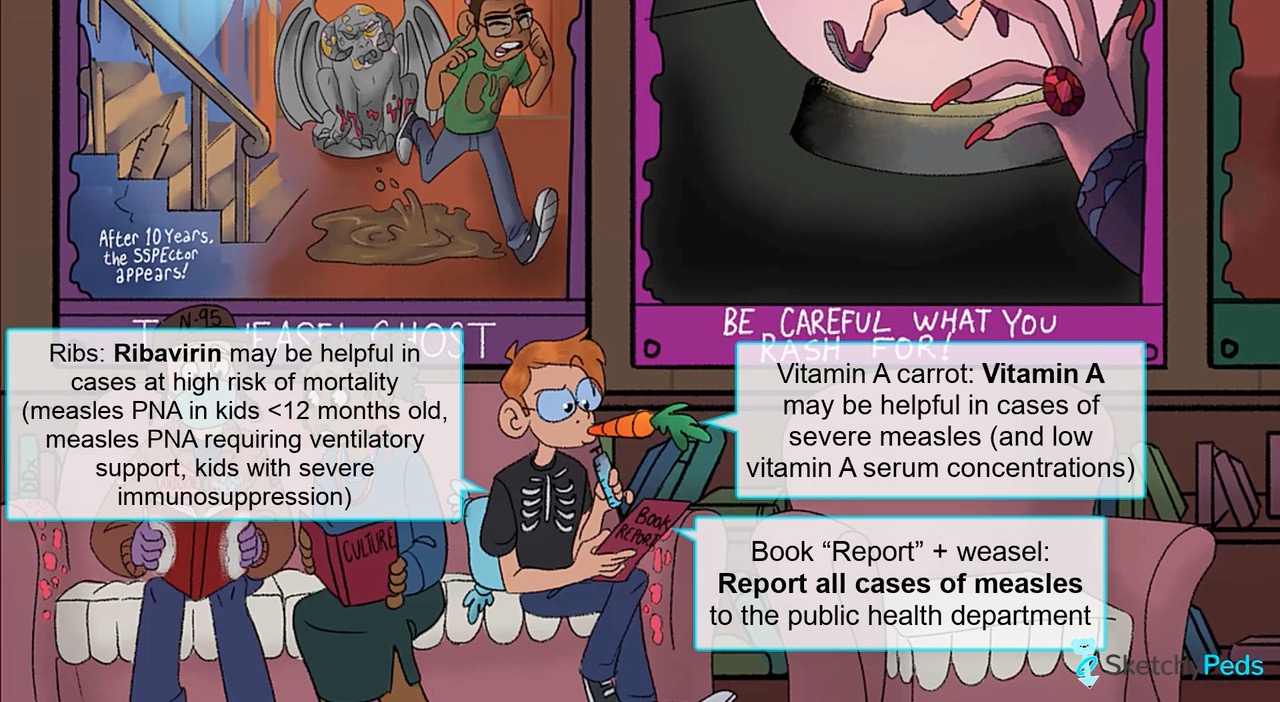 After 10 Years,
the SSPEctor
appears!
N-95
GHOST
BE CAREFUL WHAT YOU
RASH FOR!
Ribs: Ribavirin may be helpful in
cases at high risk of mortality
(measles PNA in kids <12 months old,
measles PNA requiring ventilatory
support, kids with severe
immunosuppression)
Vitamin A carrot: Vitamin A
may be helpful in cases of
severe measles (and low
vitamin A serum concentrations)
DDx
CULTURE
BOOK
REPORT
Book “Report” + weasel:
Report all cases of measles
to the public health department
SketchyPeds